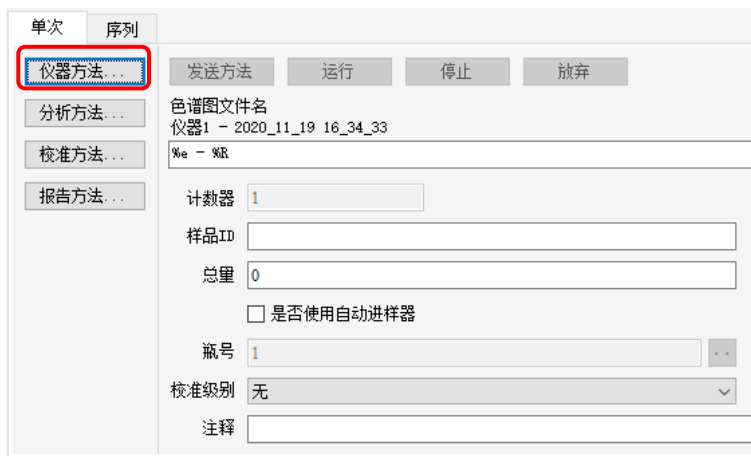 单次 序列
仪器方法... 发送方法 运行 停止 放弃
分析方法... 色谱图文件名
仪器1 - 2020_11_19 16_34_33
校准方法... %e - %R
报告方法... 计数器 1
样品ID
总量 0
是否使用自动进样器
瓶号 1 ..
校准级别 无
注释